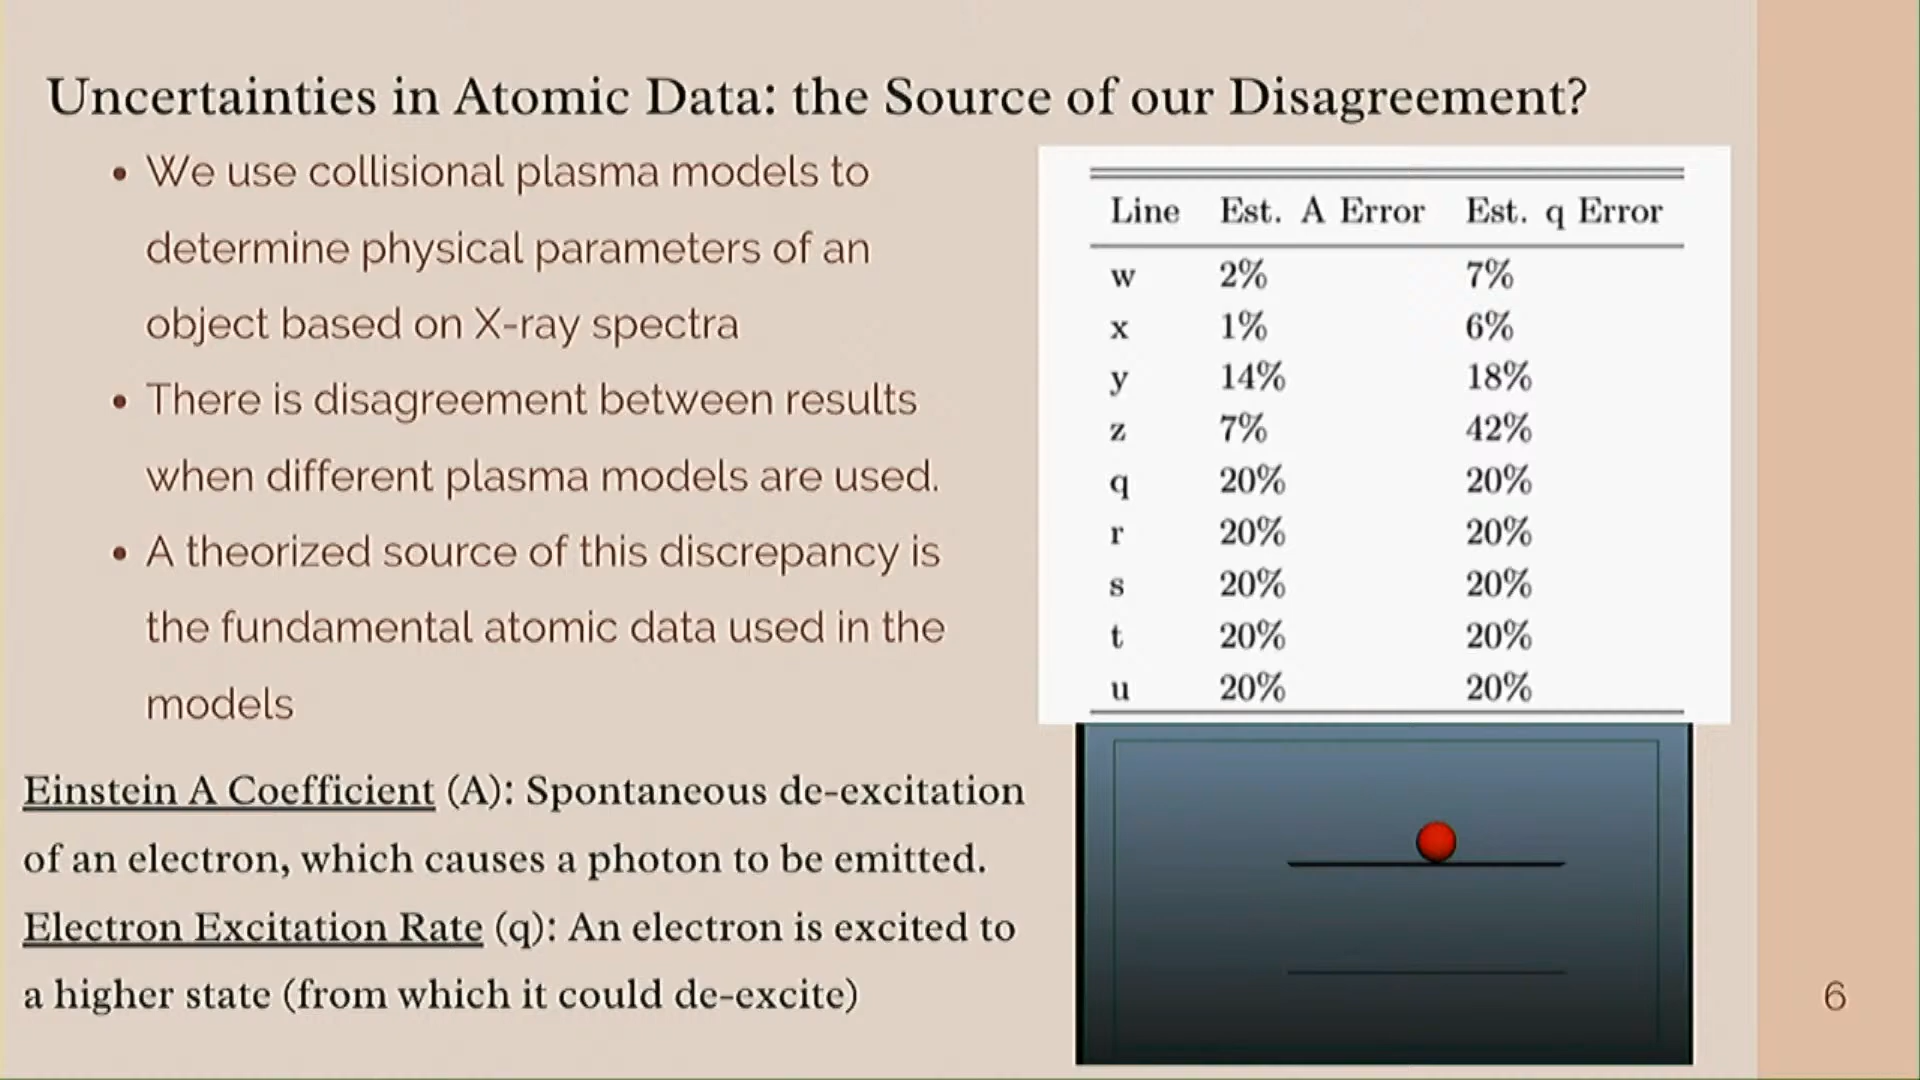 Uncertainties in Atomic Data: the Source of our Disagreement?
• We use collisional plasma models to
determine physical parameters of an
object based on X-ray spectra
• There is disagreement between results
when different plasma models are used.
• A theorized source of this discrepancy is
the fundamental atomic data used in the
models
Einstein A Coefficient (A): Spontaneous de-excitation
of an electron, which causes a photon to be emitted.
Electron Excitation Rate (q): An electron is excited to
a higher state (from which it could de-excite)
Line Est. A Error Est. q Error
w 2% 7%
x 1% 6%
y 14% 18%
z 7% 42%
q 20% 20%
r 20% 20%
s 20% 20%
t 20% 20%
u 20% 20%
6